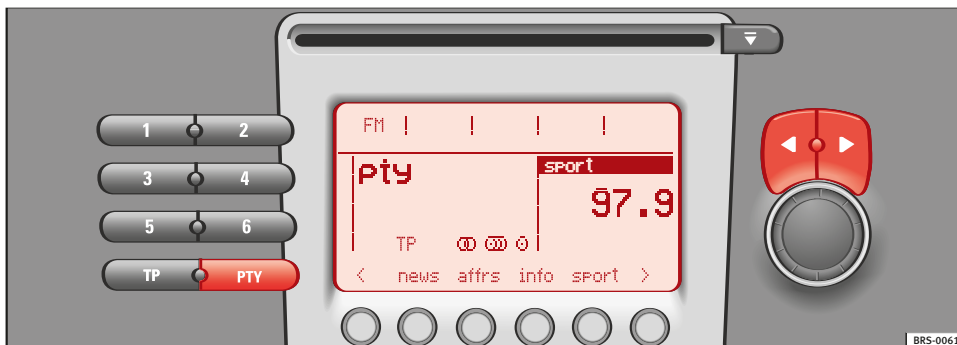 1 2
3 4
5 6
TP PTY
FM
pty
sport
97.9
TP
< news affrs info sport >
BRS-0061